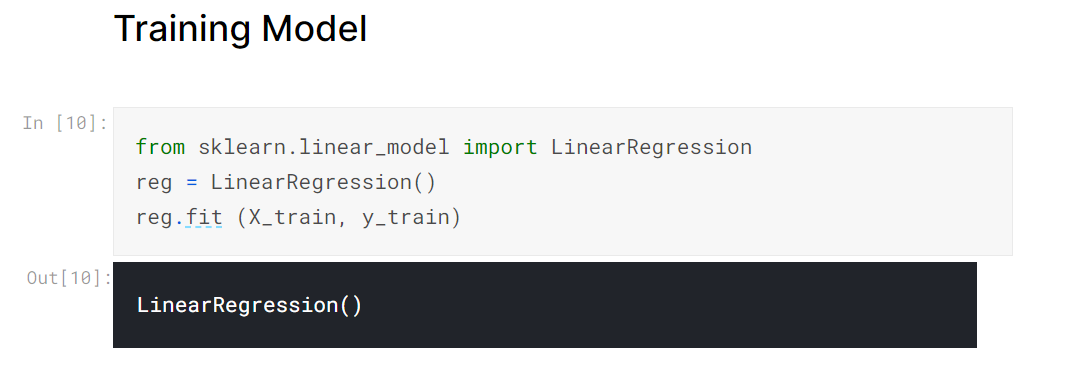 Training Model
In [10]:
from sklearn.linear_model import LinearRegression
reg = LinearRegression()
reg.fit (X_train, y_train)
Out[10]:
LinearRegression()